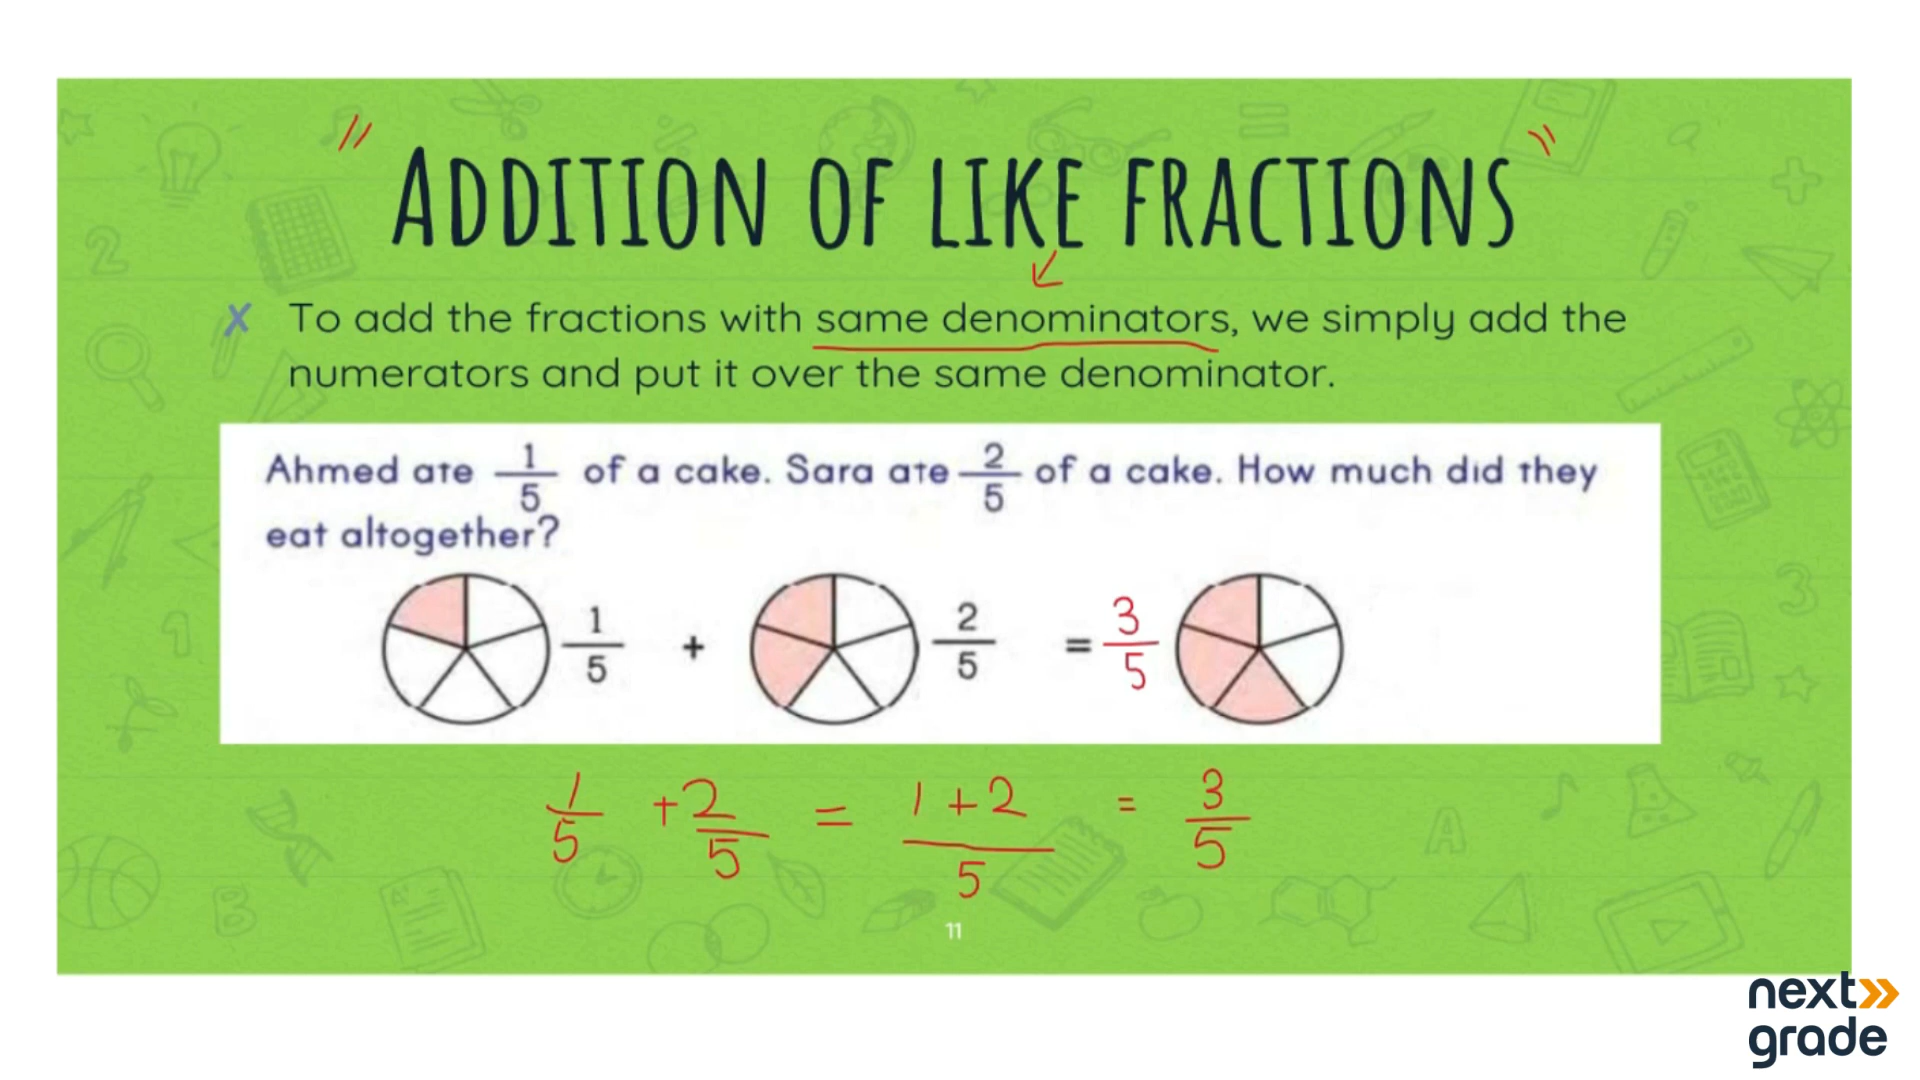 " ADDITION OF LIKE FRACTIONS "
X To add the fractions with same denominators, we simply add the
numerators and put it over the same denominator.
Ahmed ate 1/5 of a cake. Sara ate 2/5 of a cake. How much did they
eat altogether?
1/5 + 2/5 = 3/5
1/5 + 2/5 = 1+2/5 = 3/5
11
next
grade